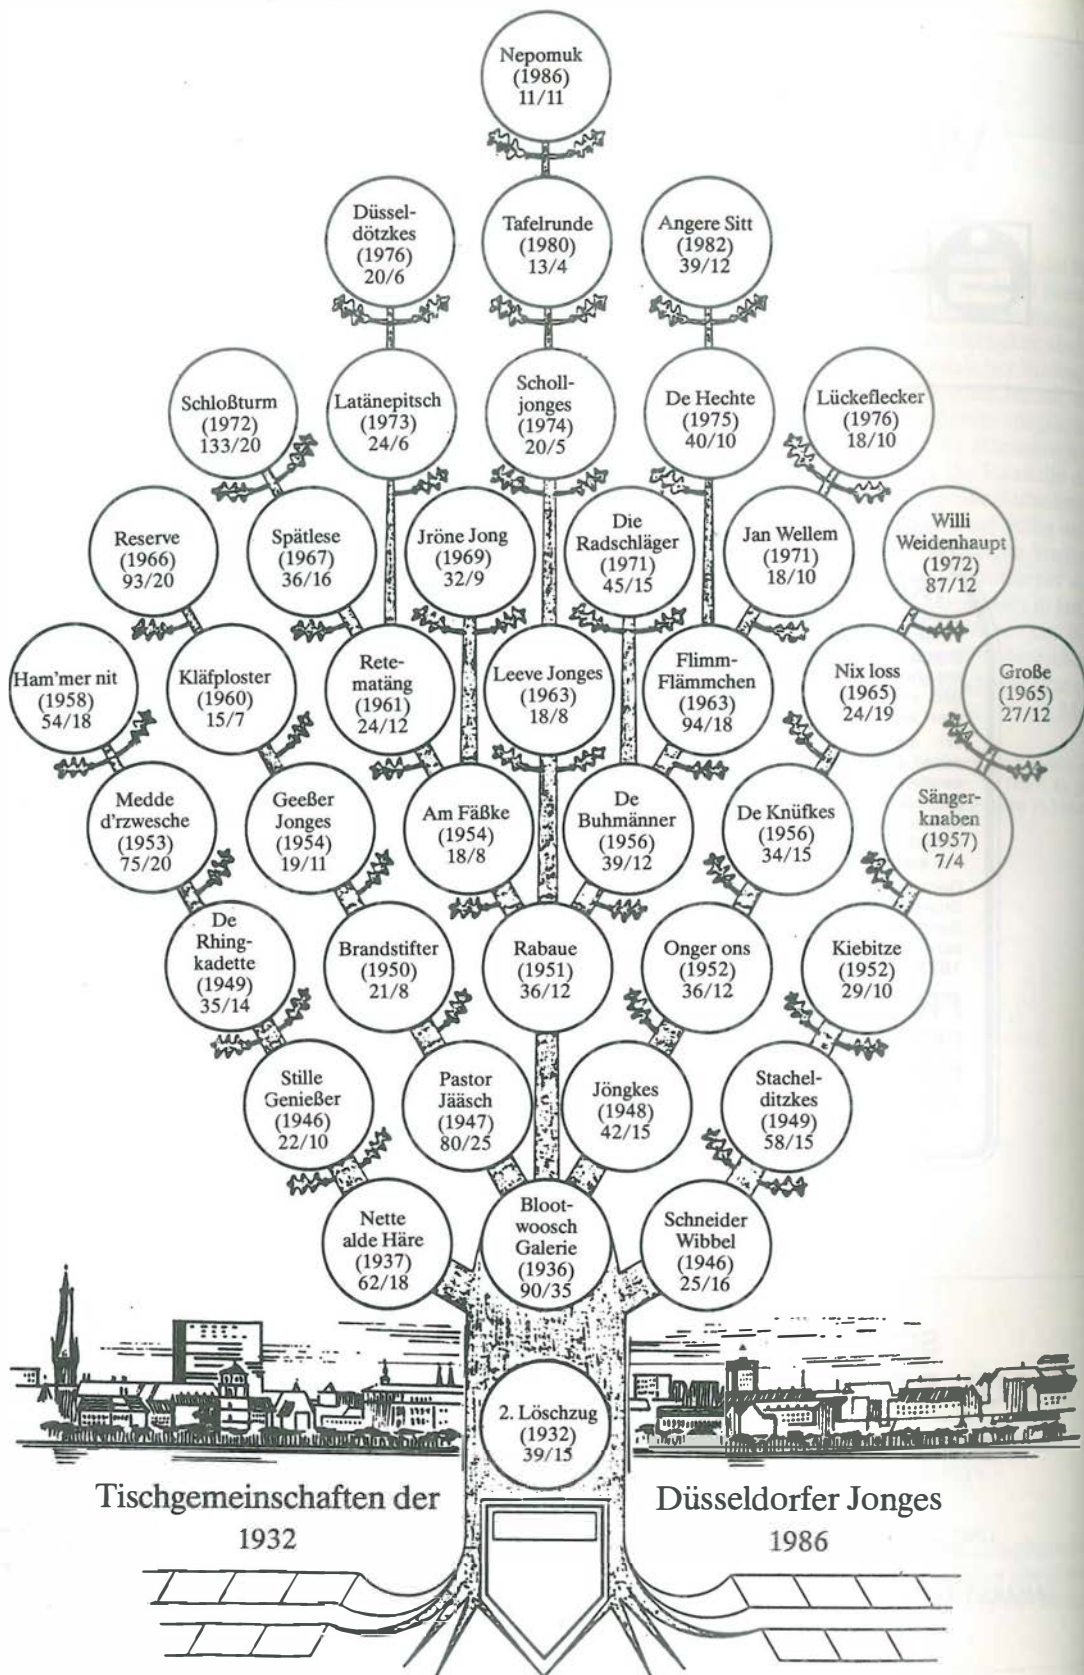 Nepomuk
(1986)
11/11
Düssel-
dötzkes
(1976)
20/6
Tafelrunde
(1980)
13/4
Angere Sitt
(1982)
39/12
Schloßturm
(1972)
133/20
Latänepitsch
(1973)
24/6
Scholl-
jonges
(1974)
20/5
De Hechte
(1975)
40/10
Lückeflecker
(1976)
18/10
Reserve
(1966)
93/20
Spätlese
(1967)
36/16
Jröne Jong
(1969)
32/9
Die
Radschläger
(1971)
45/15
Jan Wellem
(1971)
18/10
Willi
Weidenhaupt
(1972)
87/12
Ham'mer nit
(1958)
54/18
Kläfploster
(1960)
15/7
Rete-
matäng
(1961)
24/12
Leeve Jonges
(1963)
18/8
Flimm-
Flämmchen
(1963)
94/18
Nix loss
(1965)
24/19
Große
(1965)
27/12
Medde
d'rzwesche
(1953)
75/20
Geeßer
Jonges
(1954)
19/11
Am Fäßke
(1954)
18/8
De
Buhmänner
(1956)
39/12
De Knüfkes
(1956)
34/15
Sänger-
knaben
(1957)
7/4
De
Rhing-
kadette
(1949)
35/14
Brandstifter
(1950)
21/8
Rabaue
(1951)
36/12
Onger ons
(1952)
36/12
Kiebitze
(1952)
29/10
Stille
Genießer
(1946)
22/10
Pastor
Jääsch
(1947)
80/25
Jöngkes
(1948)
42/15
Stachel-
ditzkes
(1949)
58/15
Nette
alde Häre
(1937)
62/18
Bloot-
woosch
Galerie
(1936)
90/35
Schneider
Wibbel
(1946)
25/16
2. Löschzug
(1932)
39/15
Tischgemeinschaften der Düsseldorfer Jonges
1932 1986